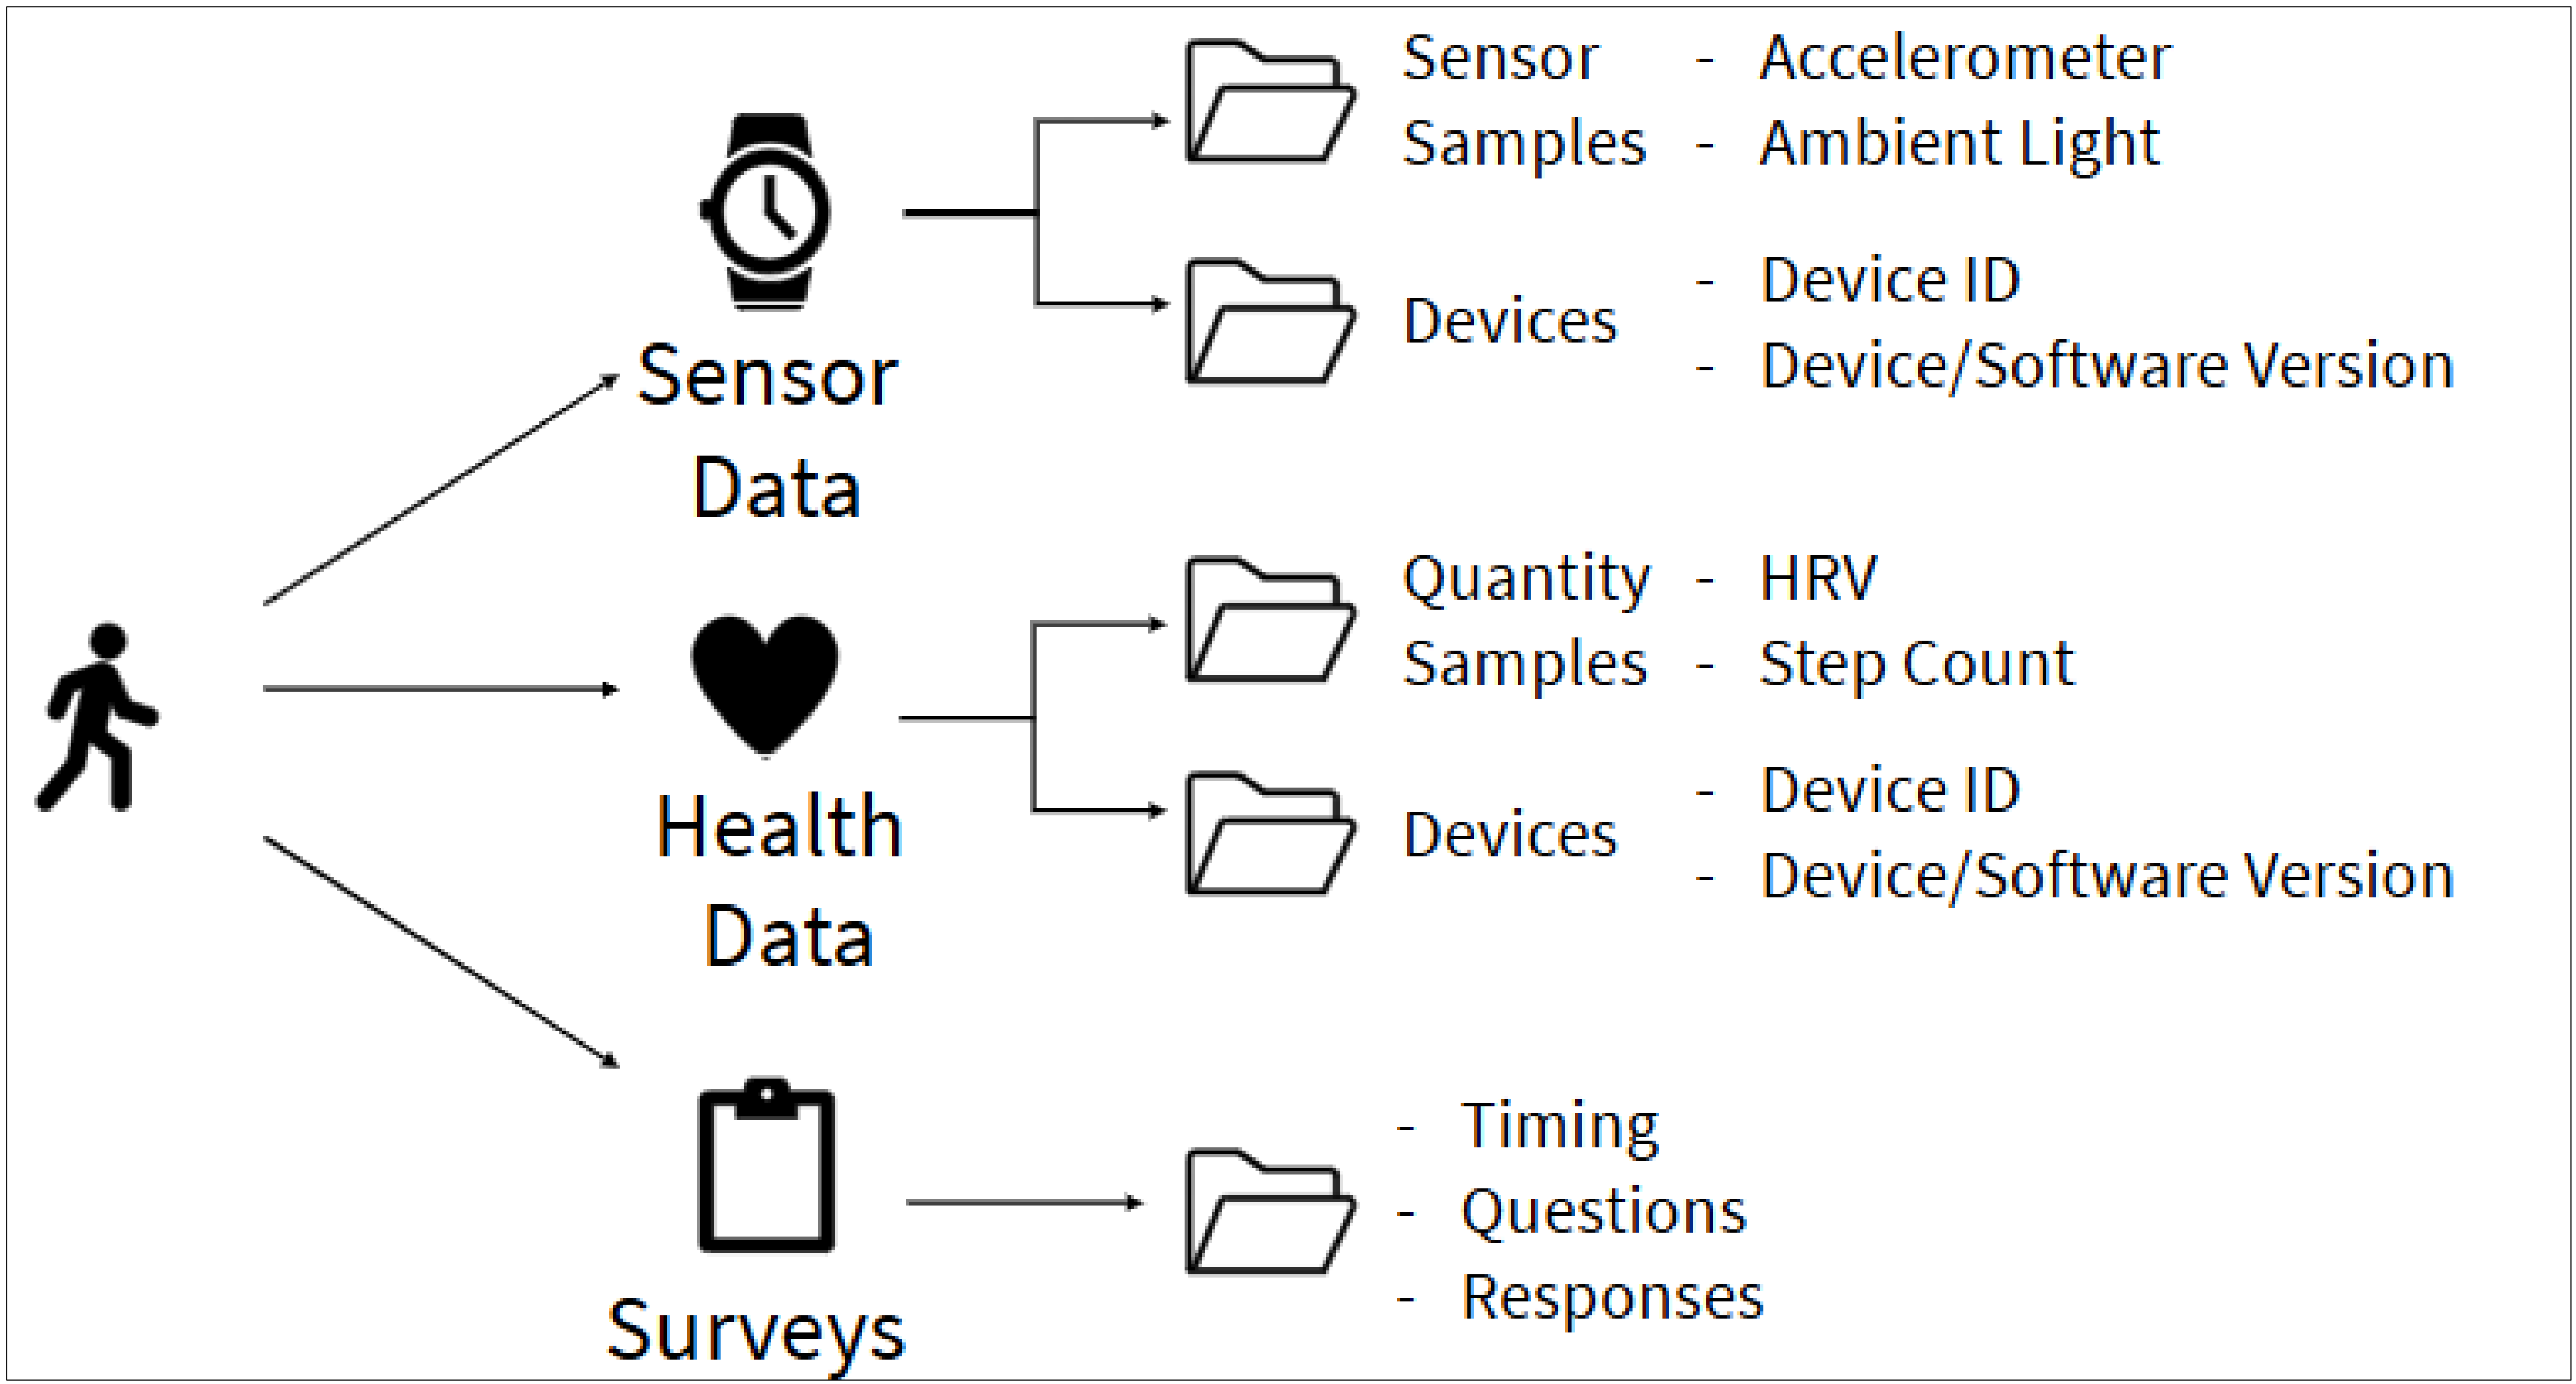 Sensor Data
Sensor Samples
- Accelerometer
- Ambient Light
Devices
- Device ID
- Device/Software Version
Health Data
Quantity Samples
- HRV
- Step Count
Devices
- Device ID
- Device/Software Version
Surveys
- Timing
- Questions
- Responses